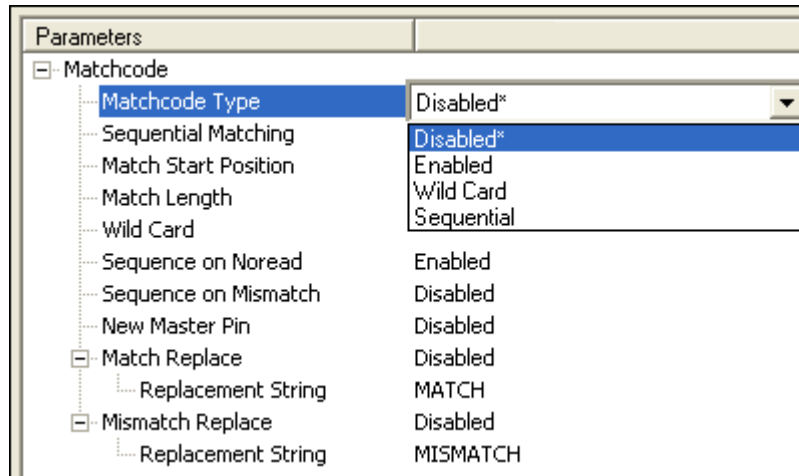 Parameters
Matchcode
Matchcode Type Disabled*
Sequential Matching Disabled*
Match Start Position Enabled
Match Length Wild Card
Wild Card Sequential
Sequence on Noread Enabled
Sequence on Mismatch Disabled
New Master Pin Disabled
Match Replace Disabled
Replacement String MATCH
Mismatch Replace Disabled
Replacement String MISMATCH